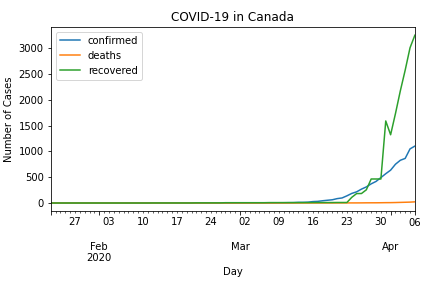 COVID-19 in Canada
confirmed
deaths
recovered
Number of Cases
3000
2500
2000
1500
1000
500
0
27 03 10 17 24 02 09 16 23 30 06
Feb Mar Apr
2020
Day